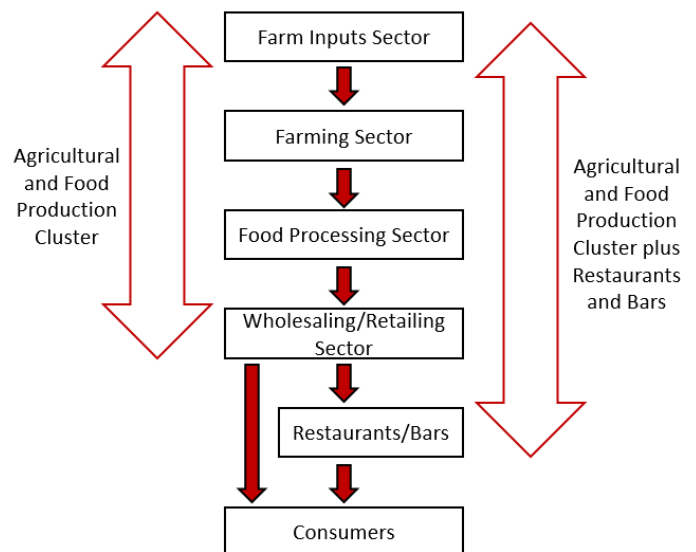 Farm Inputs Sector
Farming Sector
Agricultural
and Food
Production
Cluster
Agricultural
and Food
Production
Cluster plus
Restaurants
and Bars
Food Processing Sector
Wholesaling/Retailing
Sector
Restaurants/Bars
Consumers